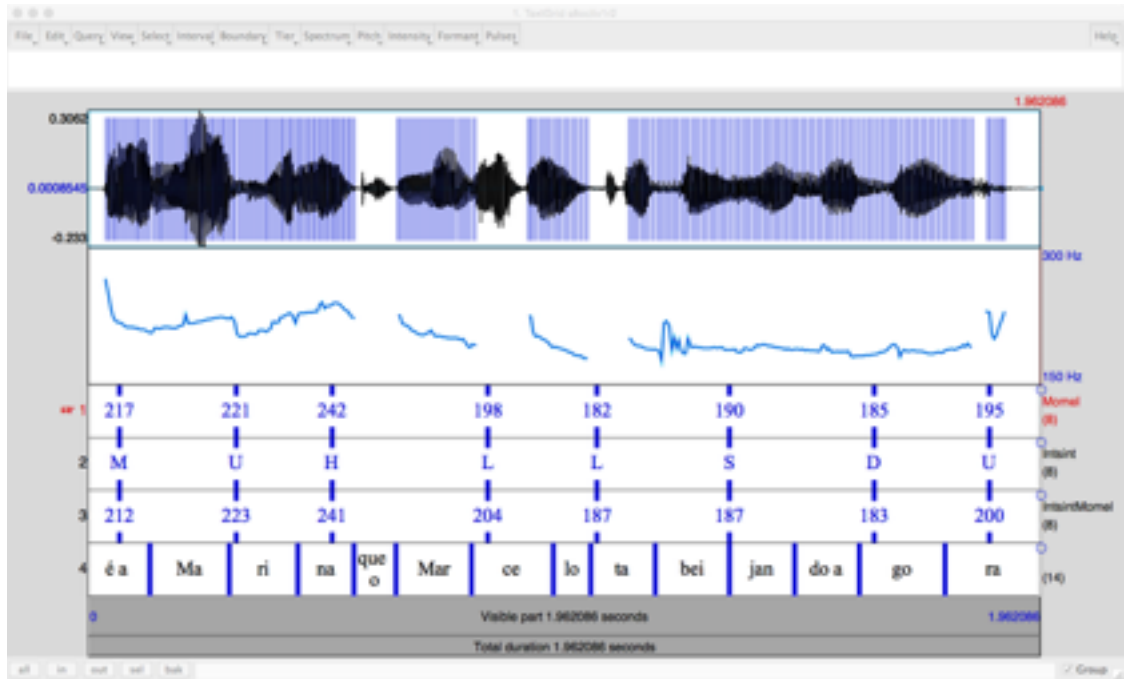 File Edit Query View Select Interval Boundary Tier Spectrum Pitch Intensity Formant Pulses Help
1.962086
0.3062
0.0008545
-0.233
300 Hz
150 Hz
1 217 221 242 198 182 190 185 195 Momel (8)
2 M U H L L S D U Intsint (8)
3 212 223 241 204 187 187 183 200 IntsintMomel (8)
4 é a Ma ri na que o Mar ce lo ta bei jan do a go ra (14)
0 Visible part 1.962086 seconds 1.962086
Total duration 1.962086 seconds
all in out sel bak Group